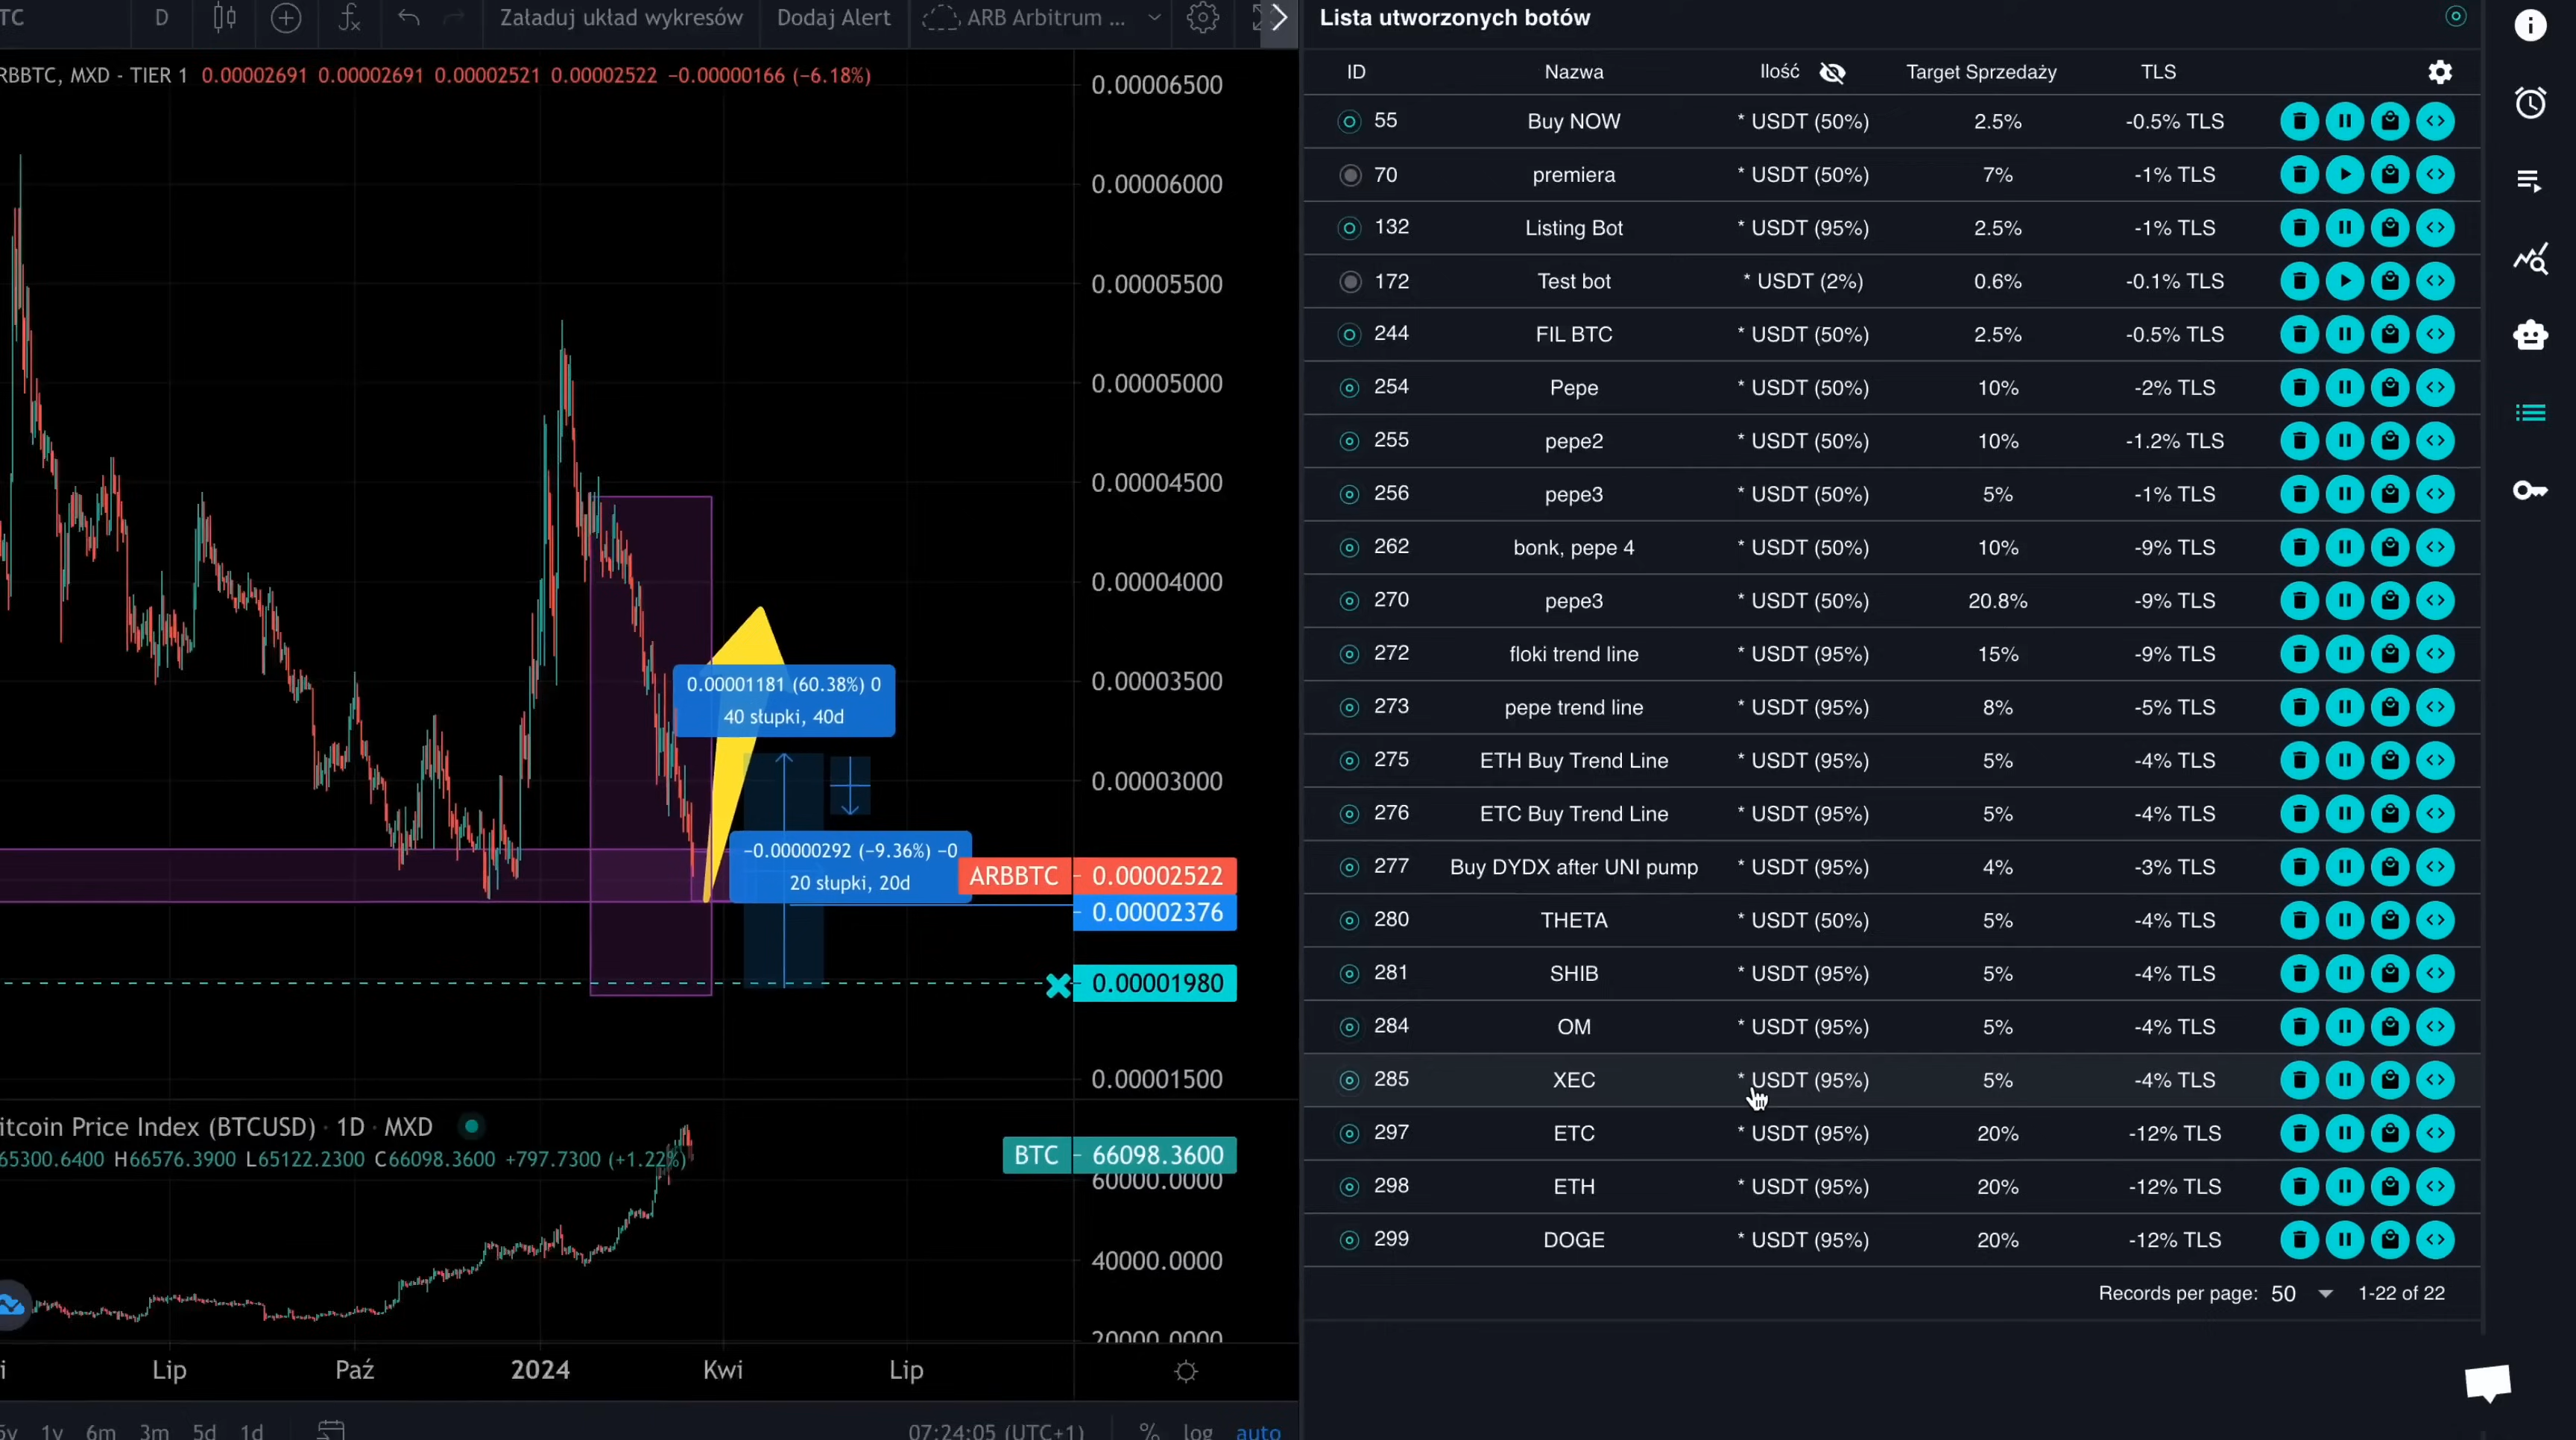 TC D Załaduj układ wykresów Dodaj Alert ARB Arbitrum ...
RBBTC, MXD - TIER 1 0.00002691 0.00002691 0.00002521 0.00002522 −0.00000166 (−6.18%)
0.00006500
0.00006000
0.00005500
0.00005000
0.00004500
0.00004000
0.00003500
0.00003000
0.00001181 (60.38%) 0
40 słupki, 40d
−0.00000292 (−9.36%) −0
20 słupki, 20d
ARBBTC 0.00002522
0.00002376
0.00001980
0.00001500
itcoin Price Index (BTCUSD) · 1D · MXD
65300.6400 H66576.3900 L65122.2300 C66098.3600 +797.7300 (+1.22%)
BTC 66098.3600
60000.0000
40000.0000
20000.0000
i Lip Paź 2024 Kwi Lip
5y 1y 6m 3m 5d 1d 07:24:05 (UTC+1) % log auto
Lista utworzonych botów
ID Nazwa Ilość Target Sprzedaży TLS
55 Buy NOW * USDT (50%) 2.5% -0.5% TLS
70 premiera * USDT (50%) 7% -1% TLS
132 Listing Bot * USDT (95%) 2.5% -1% TLS
172 Test bot * USDT (2%) 0.6% -0.1% TLS
244 FIL BTC * USDT (50%) 2.5% -0.5% TLS
254 Pepe * USDT (50%) 10% -2% TLS
255 pepe2 * USDT (50%) 10% -1.2% TLS
256 pepe3 * USDT (50%) 5% -1% TLS
262 bonk, pepe 4 * USDT (50%) 10% -9% TLS
270 pepe3 * USDT (50%) 20.8% -9% TLS
272 floki trend line * USDT (95%) 15% -9% TLS
273 pepe trend line * USDT (95%) 8% -5% TLS
275 ETH Buy Trend Line * USDT (95%) 5% -4% TLS
276 ETC Buy Trend Line * USDT (95%) 5% -4% TLS
277 Buy DYDX after UNI pump * USDT (95%) 4% -3% TLS
280 THETA * USDT (50%) 5% -4% TLS
281 SHIB * USDT (95%) 5% -4% TLS
284 OM * USDT (95%) 5% -4% TLS
285 XEC * USDT (95%) 5% -4% TLS
297 ETC * USDT (95%) 20% -12% TLS
298 ETH * USDT (95%) 20% -12% TLS
299 DOGE * USDT (95%) 20% -12% TLS
Records per page: 50 1-22 of 22